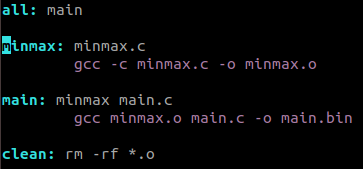 all: main
minmax: minmax.c
gcc -c minmax.c -o minmax.o
main: minmax main.c
gcc minmax.o main.c -o main.bin
clean: rm -rf *.o